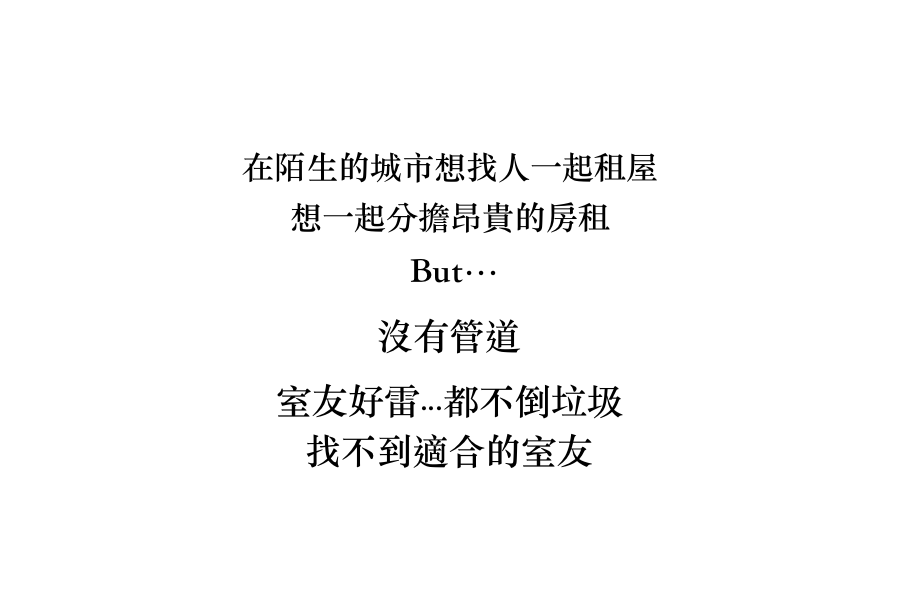 在陌生的城市想找人一起租屋
想一起分擔昂貴的房租
But⋯
沒有管道
室友好雷...都不倒垃圾
找不到適合的室友